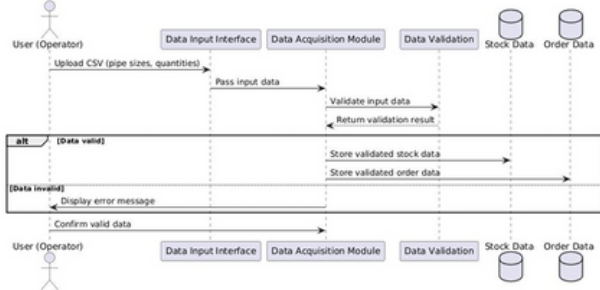 User (Operator)
Data Input Interface
Data Acquisition Module
Data Validation
Stock Data
Order Data
Upload CSV (pipe sizes, quantities)
Pass input data
Validate input data
Return validation result
alt
[Data valid]
Store validated stock data
Store validated order data
[Data invalid]
Display error message
Confirm valid data
User (Operator)
Data Input Interface
Data Acquisition Module
Data Validation
Stock Data
Order Data